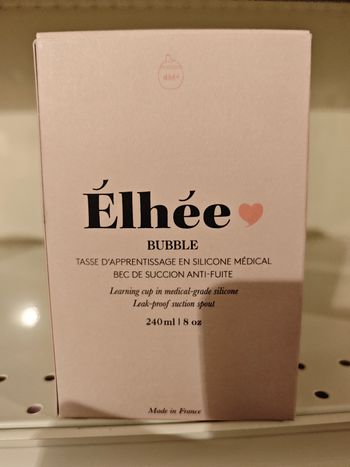 6M+
Élhée
BUBBLE
TASSE D'APPRENTISSAGE EN SILICONE MÉDICAL
BEC DE SUCCION ANTI-FUITE
Learning cup in medical-grade silicone
Leak-proof suction spout
240 ml | 8 oz
Made in France